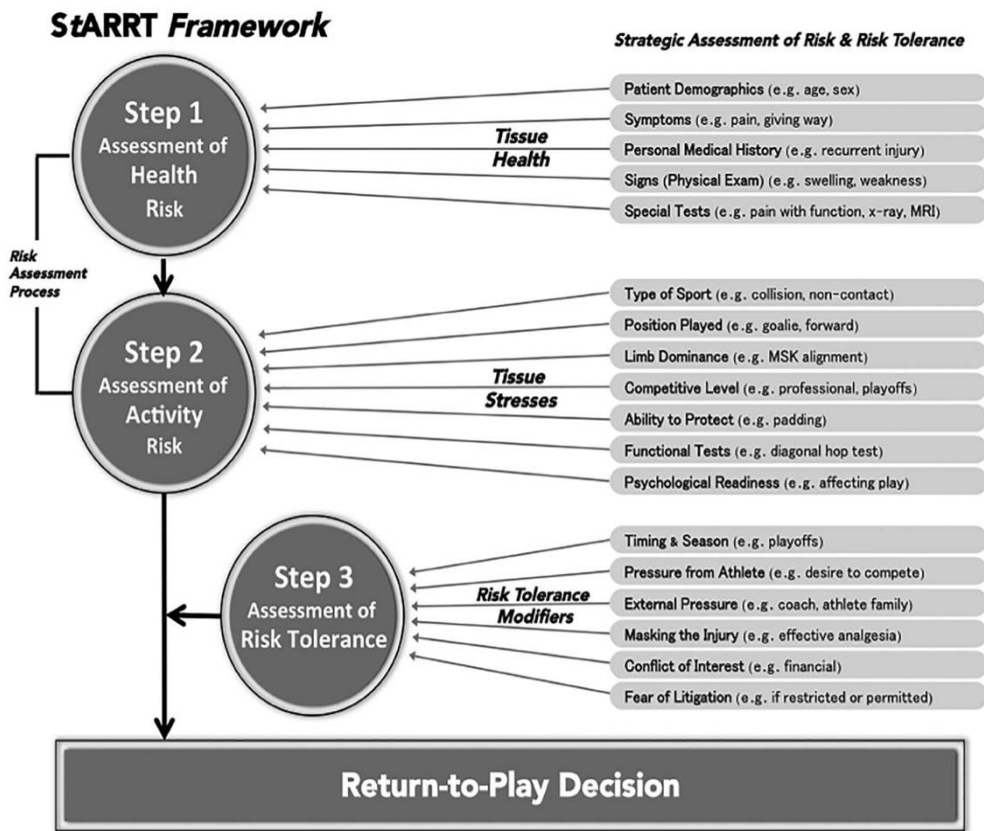 StARRT Framework
Strategic Assessment of Risk & Risk Tolerance
Step 1
Assessment of
Health
Risk
Tissue
Health
Patient Demographics (e.g. age, sex)
Symptoms (e.g. pain, giving way)
Personal Medical History (e.g. recurrent injury)
Signs (Physical Exam) (e.g. swelling, weakness)
Special Tests (e.g. pain with function, x-ray, MRI)
Risk
Assessment
Process
Step 2
Assessment of
Activity
Risk
Tissue
Stresses
Type of Sport (e.g. collision, non-contact)
Position Played (e.g. goalie, forward)
Limb Dominance (e.g. MSK alignment)
Competitive Level (e.g. professional, playoffs)
Ability to Protect (e.g. padding)
Functional Tests (e.g. diagonal hop test)
Psychological Readiness (e.g. affecting play)
Step 3
Assessment of
Risk Tolerance
Risk Tolerance
Modifiers
Timing & Season (e.g. playoffs)
Pressure from Athlete (e.g. desire to compete)
External Pressure (e.g. coach, athlete family)
Masking the Injury (e.g. effective analgesia)
Conflict of Interest (e.g. financial)
Fear of Litigation (e.g. if restricted or permitted)
Return-to-Play Decision